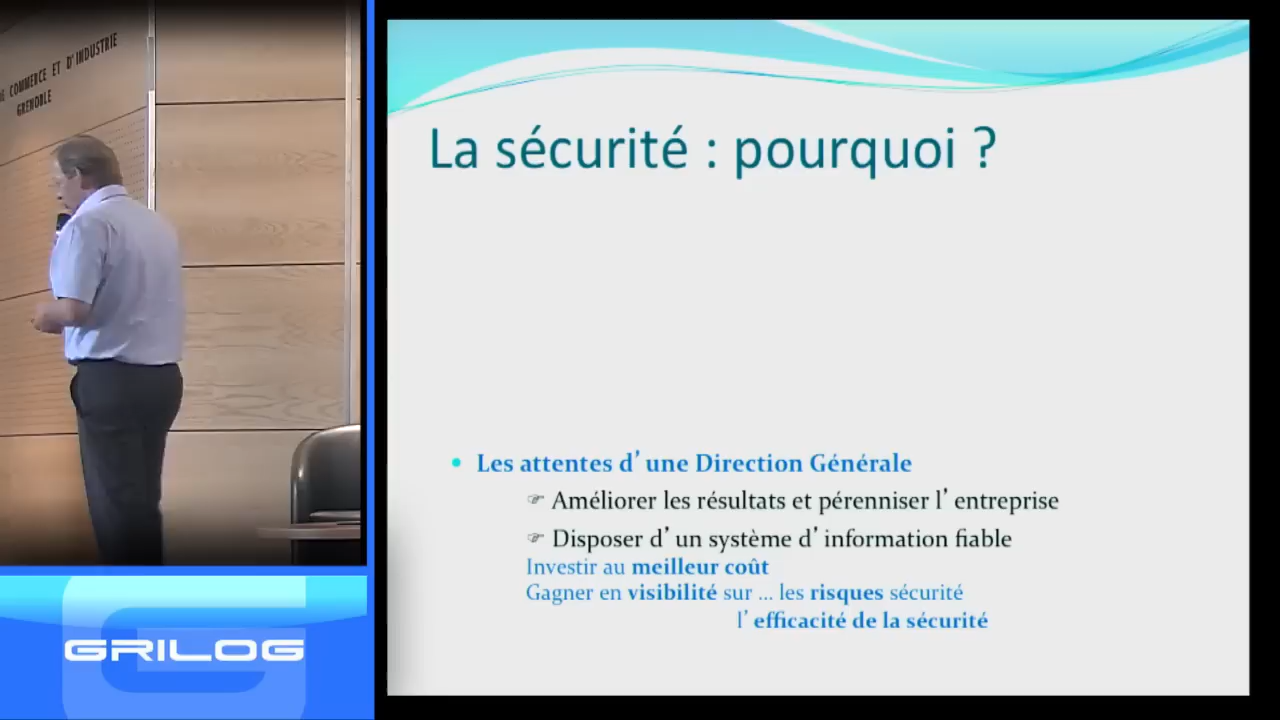 DE COMMERCE ET D'INDUSTRIE
GRENOBLE
GRILOG
La sécurité : pourquoi ?
• Les attentes d’ une Direction Générale
☞ Améliorer les résultats et pérenniser l’ entreprise
☞ Disposer d’ un système d’ information fiable
Investir au meilleur coût
Gagner en visibilité sur ... les risques sécurité
l’ efficacité de la sécurité